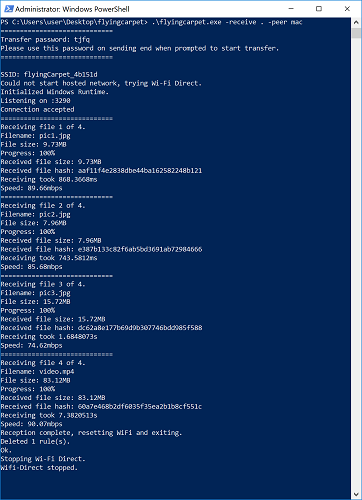 Administrator: Windows PowerShell
PS C:\Users\user\Desktop\flyingcarpet> .\flyingcarpet.exe -receive . -peer mac
=============================
Transfer password: tjfq
Please use this password on sending end when prompted to start transfer.
=============================
SSID: flyingCarpet_4b151d
Could not start hosted network, trying Wi-Fi Direct.
Initialized Windows Runtime.
Listening on :3290
Connection accepted
=============================
Receiving file 1 of 4.
Filename: pic1.jpg
File size: 9.73MB
Progress: 100%
Received file size: 9.73MB
Received file hash: aaf11f4e2838dbe44ba162582248b121
Receiving took 868.3668ms
Speed: 89.66mbps
=============================
Receiving file 2 of 4.
Filename: pic2.jpg
File size: 7.96MB
Progress: 100%
Received file size: 7.96MB
Received file hash: e387b133c82f6ab5bd3691ab72984666
Receiving took 743.5812ms
Speed: 85.68mbps
=============================
Receiving file 3 of 4.
Filename: pic3.jpg
File size: 15.72MB
Progress: 100%
Received file size: 15.72MB
Received file hash: dc62a8e177b69d9b307746bdd985f588
Receiving took 1.6848073s
Speed: 74.62mbps
=============================
Receiving file 4 of 4.
Filename: video.mp4
File size: 83.12MB
Progress: 100%
Received file size: 83.12MB
Received file hash: 60a7e468b2df6035f35ea2b1b8cf551c
Receiving took 7.3820513s
Speed: 90.07mbps
Reception complete, resetting WiFi and exiting.
Deleted 1 rule(s).
Ok.
Stopping Wi-Fi Direct.
Wifi-Direct stopped.